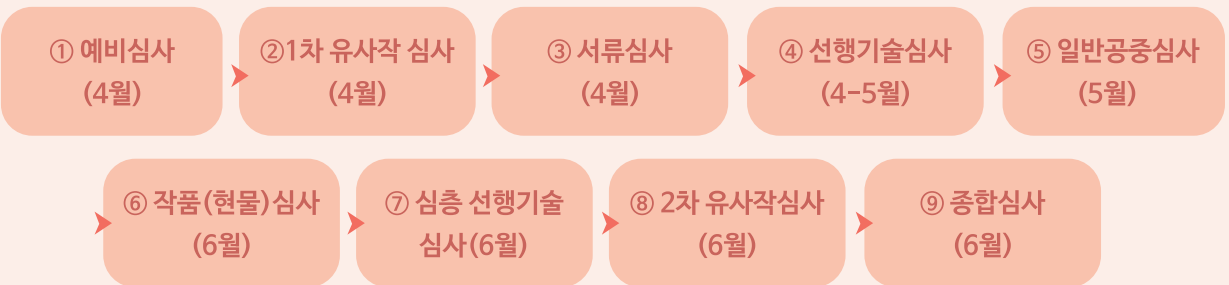 ① 예비심사
(4월)
②1차 유사작 심사
(4월)
③ 서류심사
(4월)
④ 선행기술심사
(4-5월)
⑤ 일반공중심사
(5월)
⑥ 작품(현물)심사
(6월)
⑦ 심층 선행기술
심사(6월)
⑧ 2차 유사작심사
(6월)
⑨ 종합심사
(6월)